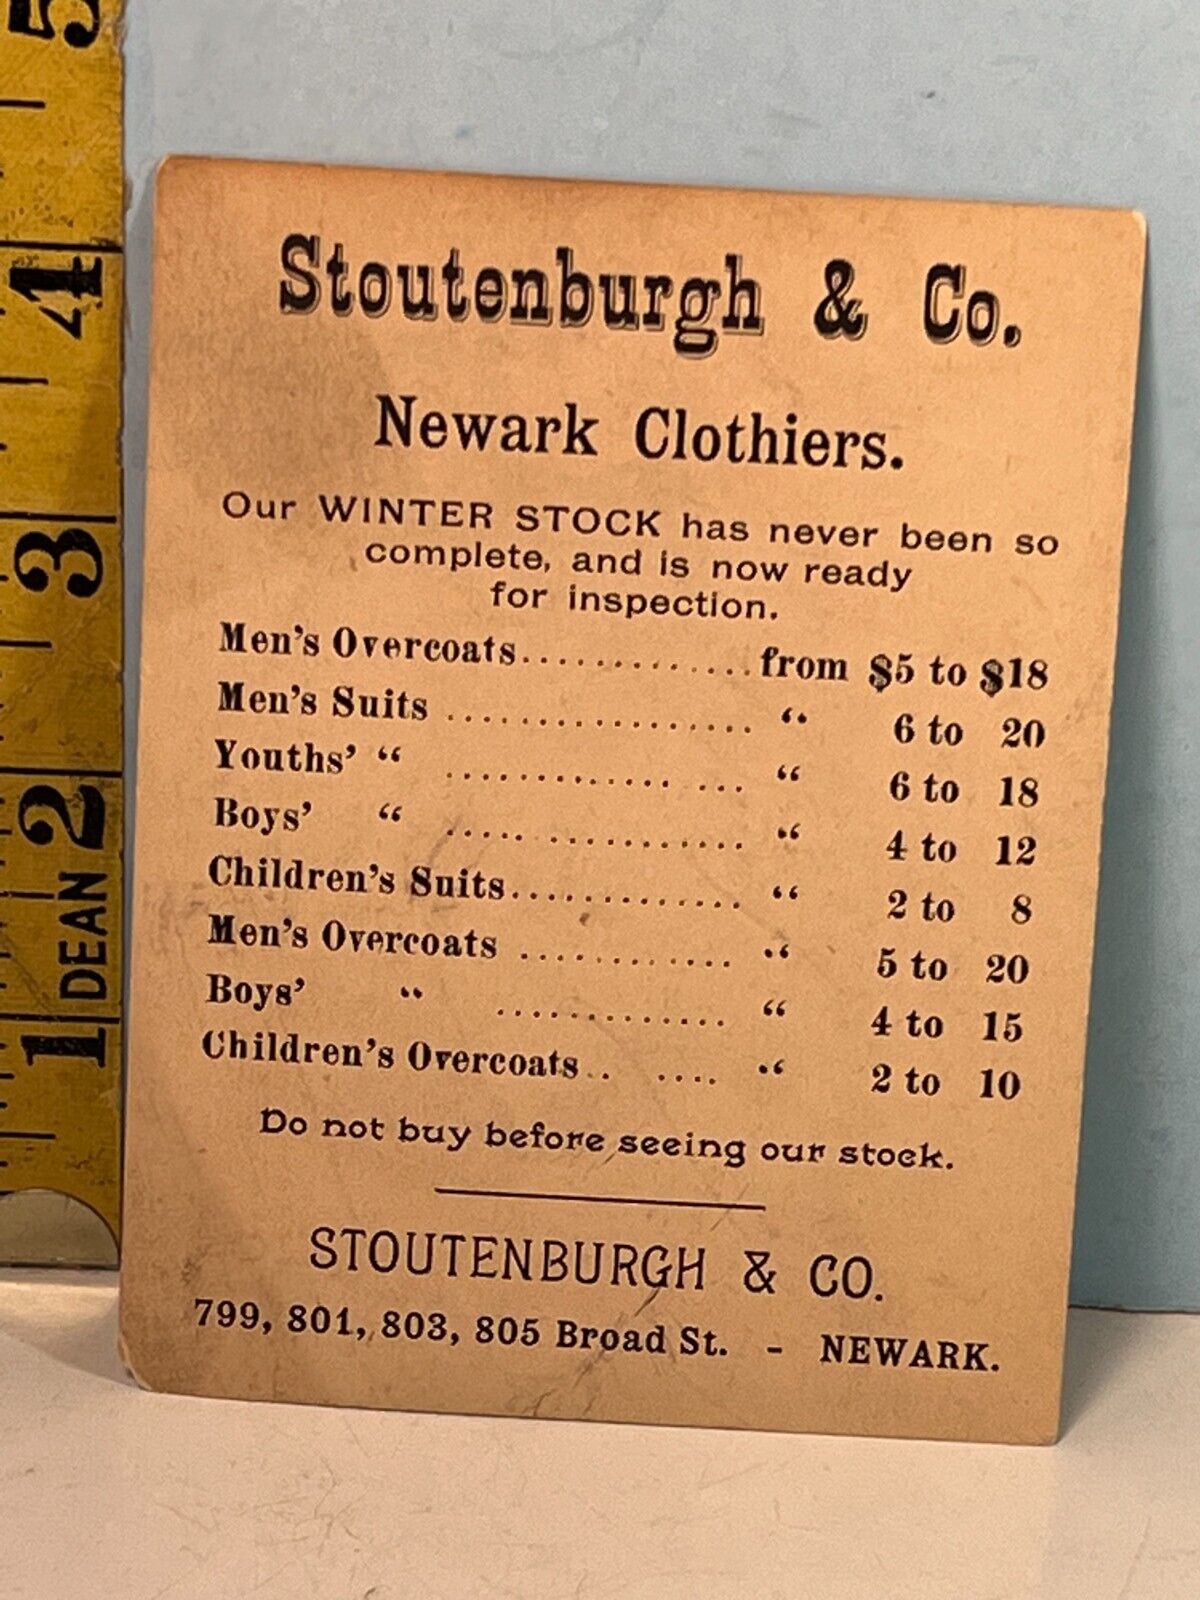 Stoutenburgh & Co.
Newark Clothiers.
Our WINTER STOCK has never been so
complete, and is now ready
for inspection.
Men's Overcoats.............from $5 to $18
Men's Suits .................. " 6 to 20
Youths' " ............. ... " 6 to 18
Boys' " ..... ............. " 4 to 12
Children's Suits.............. " 2 to 8
Men's Overcoats ............. " 5 to 20
Boys' " ............. " 4 to 15
Children's Overcoats.. .... " 2 to 10
Do not buy before seeing our stock.
STOUTENBURGH & CO.
799, 801, 803, 805 Broad St. - NEWARK.
5
4
3
2
DEAN
1